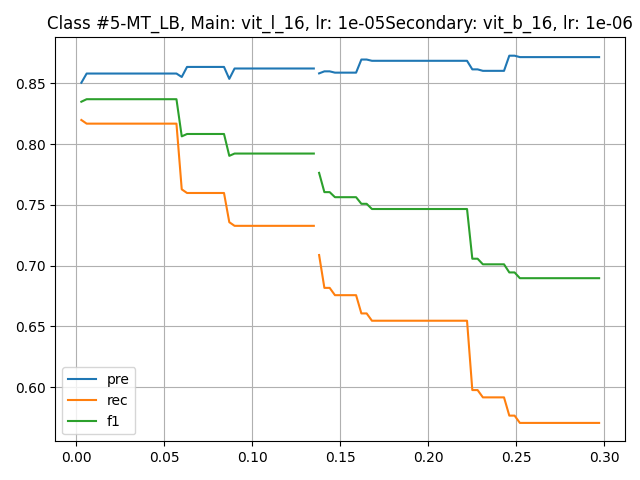 Class #5-MT_LB, Main: vit_l_16, lr: 1e-05Secondary: vit_b_16, lr: 1e-06
0.85
0.80
0.75
0.70
0.65
0.60
pre
rec
f1
0.00 0.05 0.10 0.15 0.20 0.25 0.30